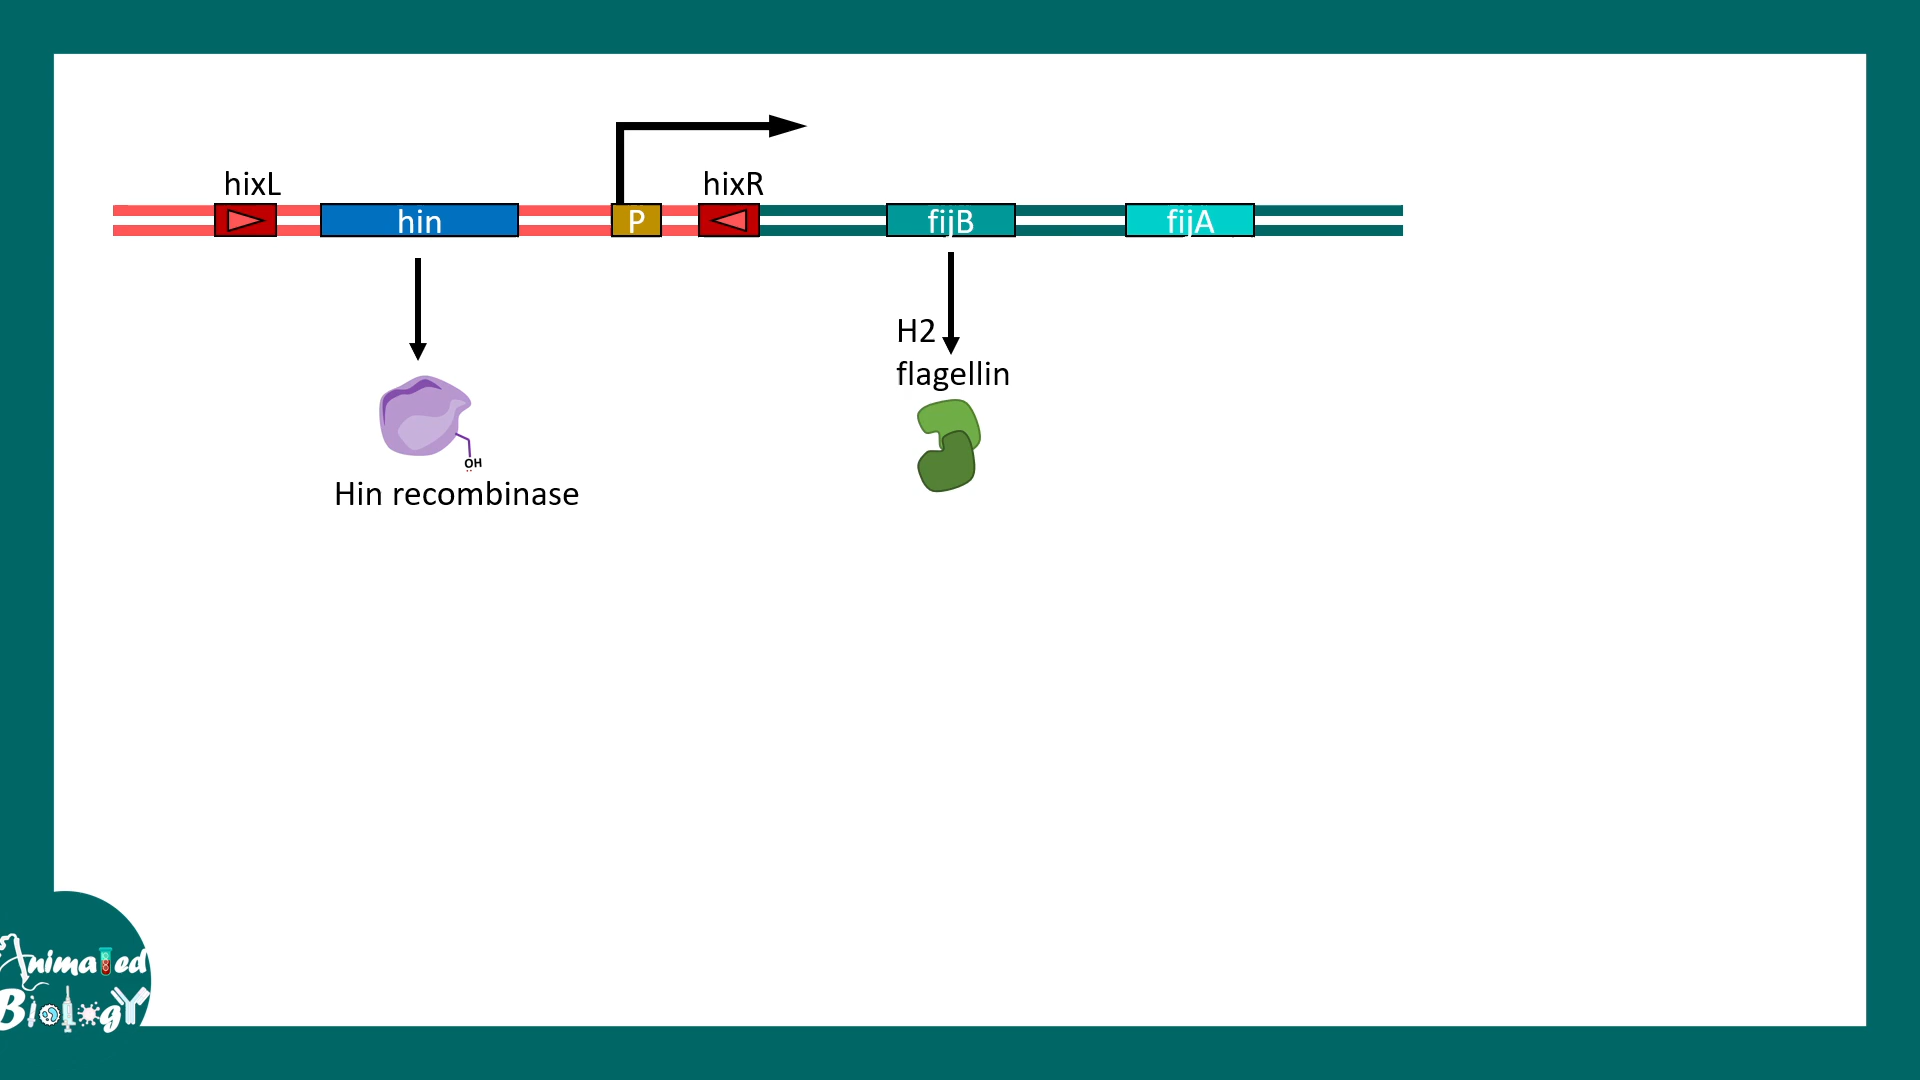 hixL
hixR
hin
P
fijB
fijA
H2
flagellin
OH
Hin recombinase
Animated
Biology